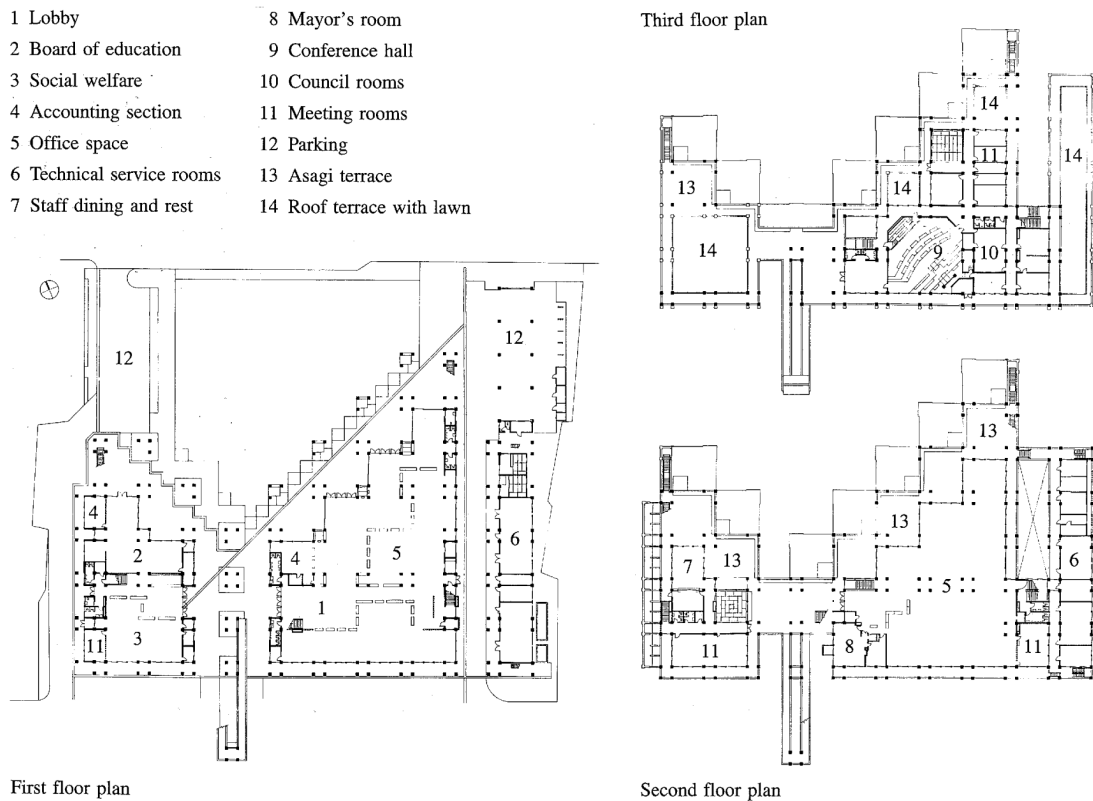 1 Lobby
2 Board of education
3 Social welfare
4 Accounting section
5 Office space
6 Technical service rooms
7 Staff dining and rest
8 Mayor's room
9 Conference hall
10 Council rooms
11 Meeting rooms
12 Parking
13 Asagi terrace
14 Roof terrace with lawn
Third floor plan
14
11
14
13
14
14
9
10
12
12
4
2
3
11
4
5
1
6
First floor plan
13
13
7
13
5
6
11
8
11
Second floor plan